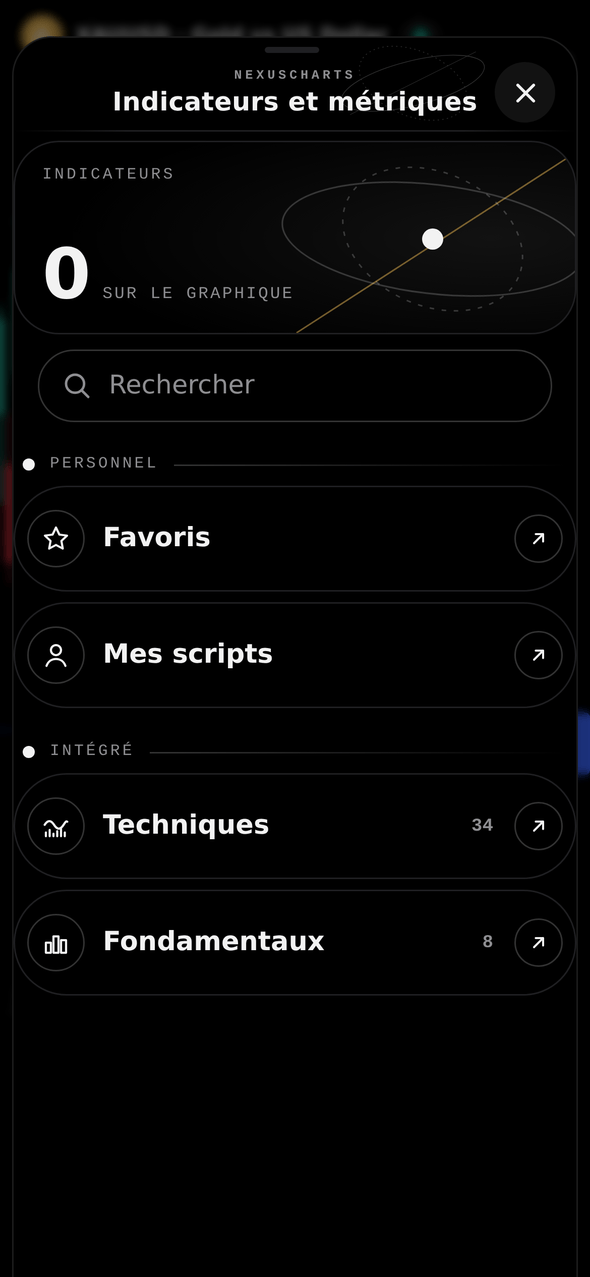 NEXUSCHARTS
Indicateurs et métriques
INDICATEURS
0 SUR LE GRAPHIQUE
Rechercher
PERSONNEL
Favoris
Mes scripts
INTÉGRÉ
Techniques 34
Fondamentaux 8